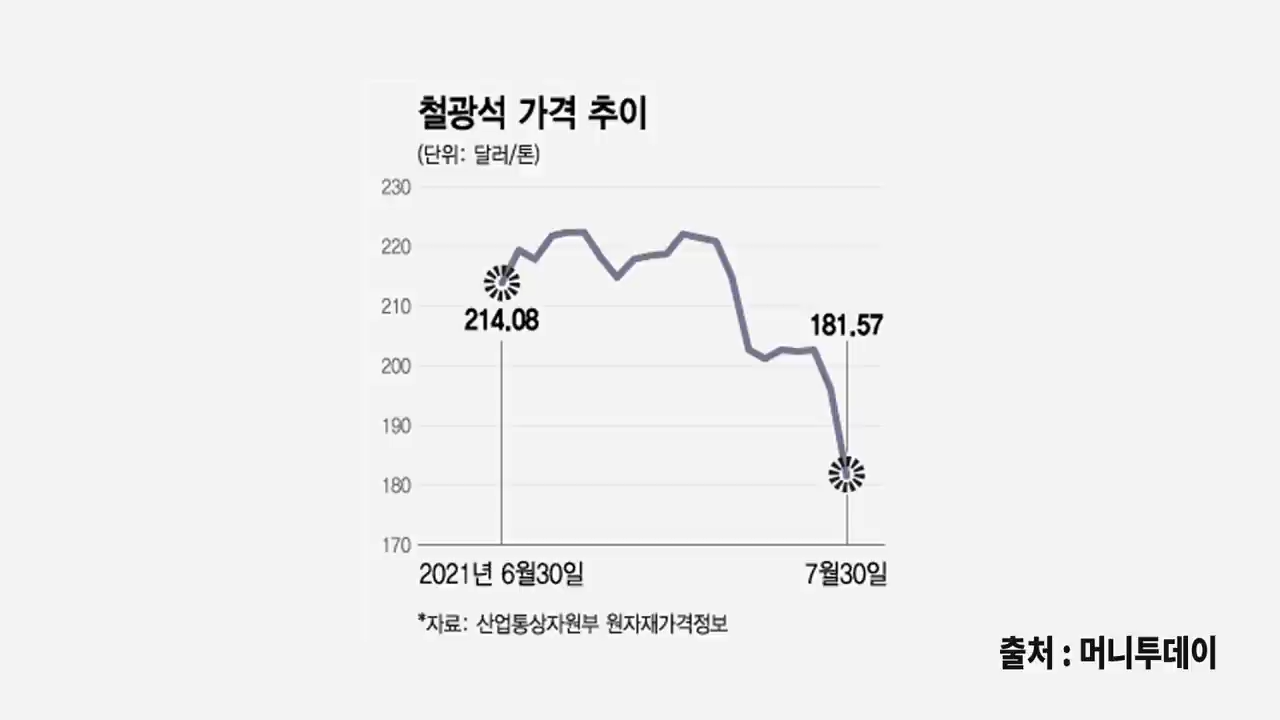 철광석 가격 추이
(단위: 달러/톤)
230
220
210
200
190
180
170
214.08
181.57
2021년 6월30일
7월30일
*자료: 산업통상자원부 원자재가격정보
출처 : 머니투데이